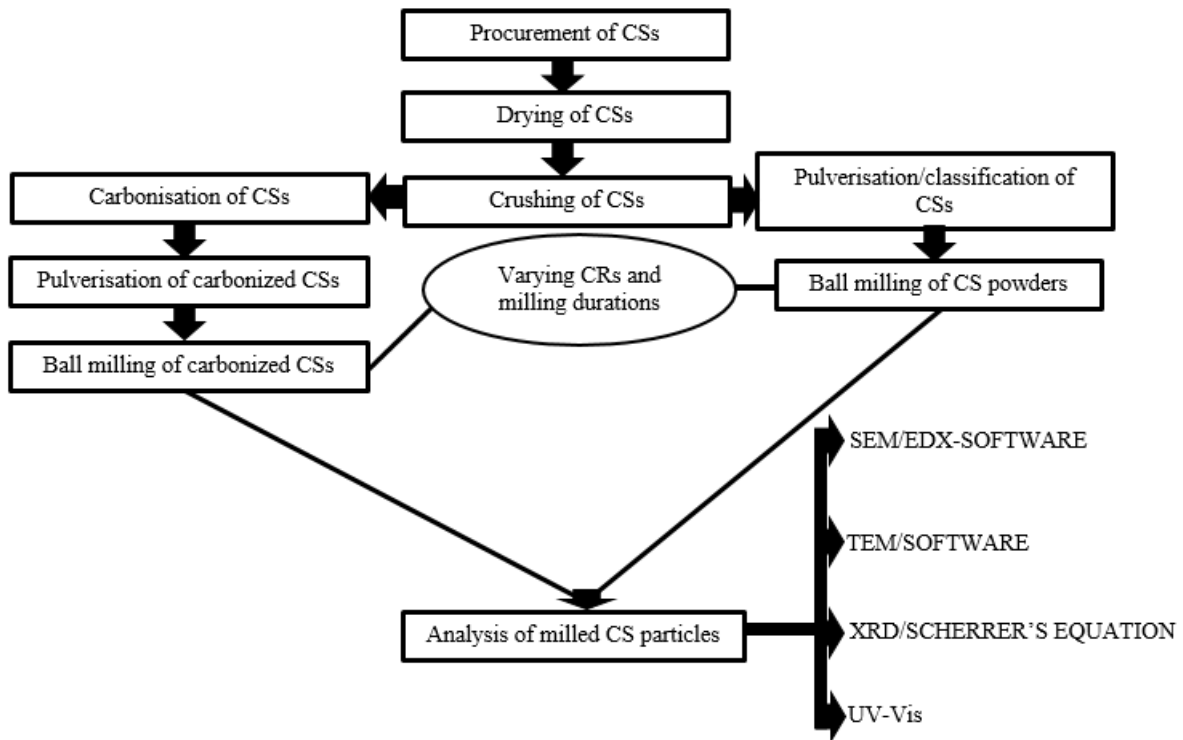 Procurement of CSs
Drying of CSs
Crushing of CSs
Carbonisation of CSs
Pulverisation of carbonized CSs
Ball milling of carbonized CSs
Varying CRs and
milling durations
Pulverisation/classification of
CSs
Ball milling of CS powders
Analysis of milled CS particles
SEM/EDX-SOFTWARE
TEM/SOFTWARE
XRD/SCHERRER'S EQUATION
UV-Vis